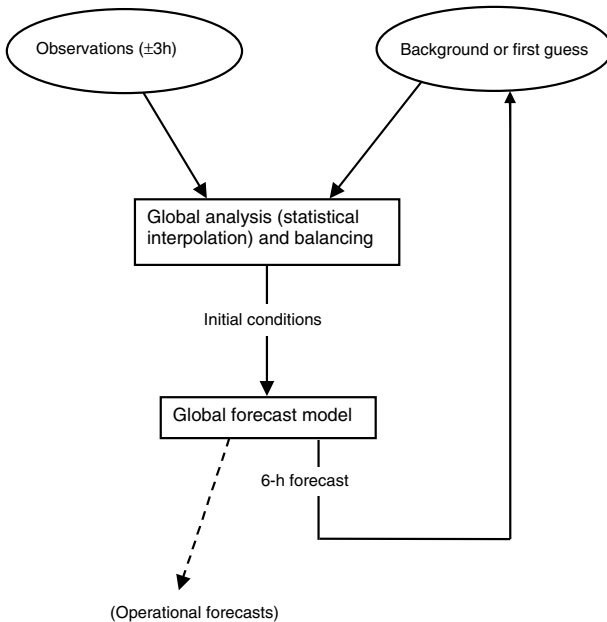 Observations (±3h)
Background or first guess
Global analysis (statistical
interpolation) and balancing
Initial conditions
Global forecast model
6-h forecast
(Operational forecasts)